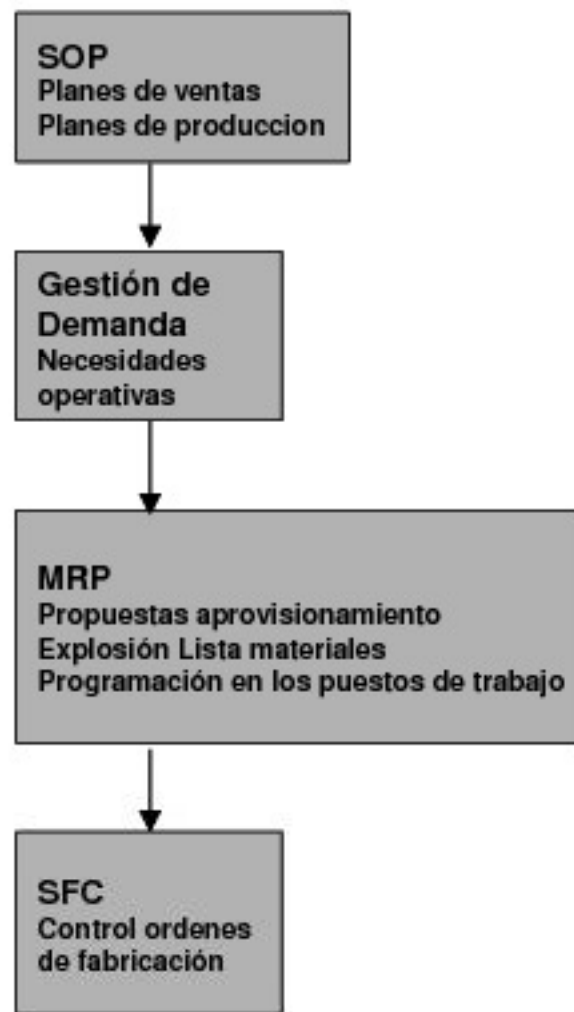 SOP
Planes de ventas
Planes de produccion
Gestión de
Demanda
Necesidades
operativas
MRP
Propuestas aprovisionamiento
Explosión Lista materiales
Programación en los puestos de trabajo
SFC
Control ordenes
de fabricación